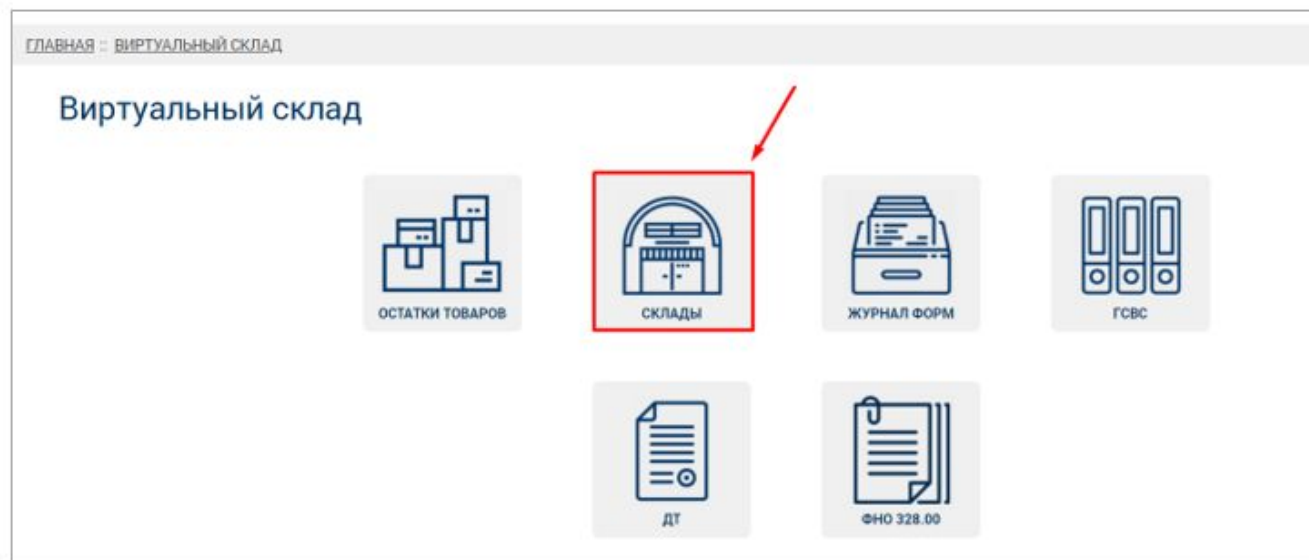 ГЛАВНАЯ :: ВИРТУАЛЬНЫЙ СКЛАД
Виртуальный склад
ОСТАТКИ ТОВАРОВ
СКЛАДЫ
ЖУРНАЛ ФОРМ
ГСВС
ДТ
ФНО 328.00